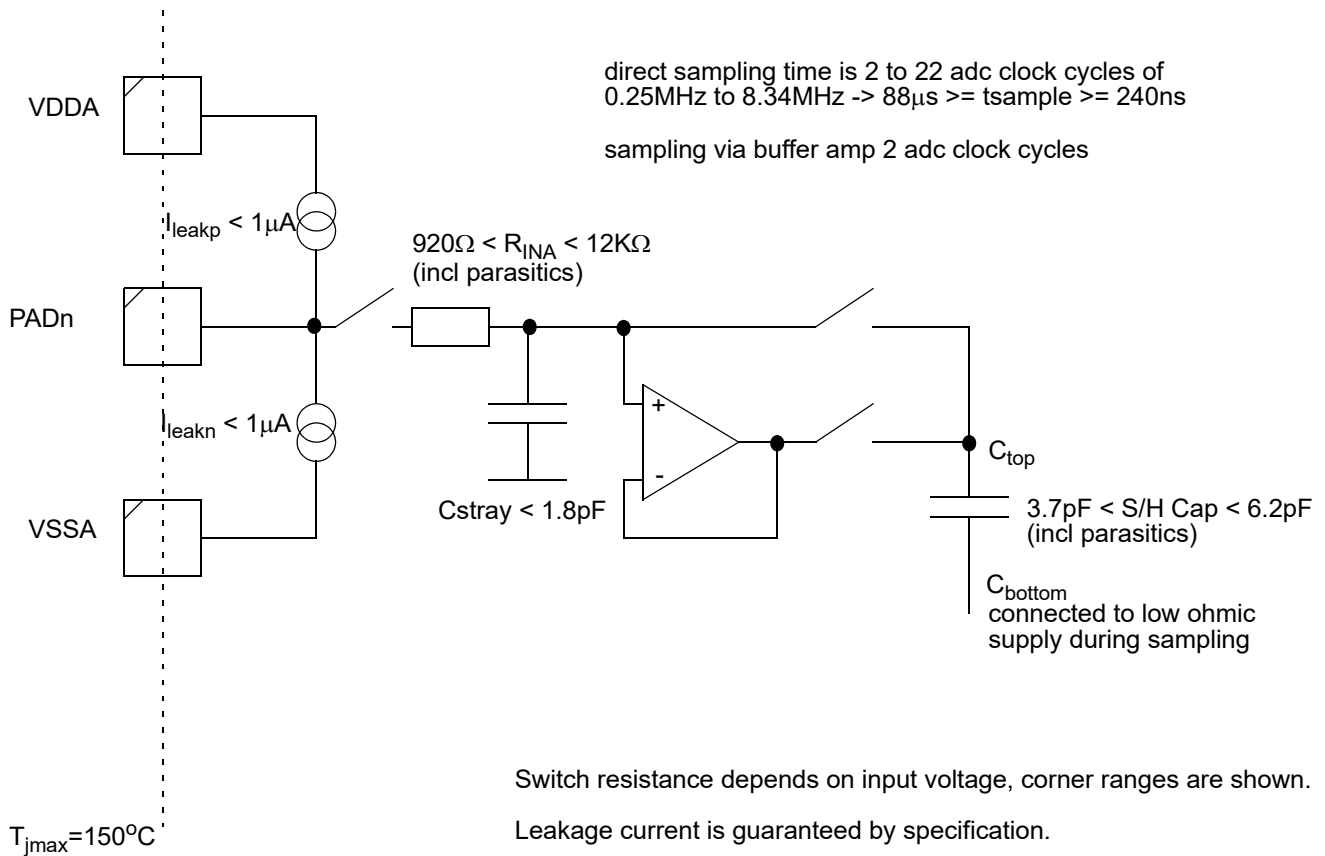 direct sampling time is 2 to 22 adc clock cycles of
0.25MHz to 8.34MHz -> 88μs >= tsample >= 240ns
sampling via buffer amp 2 adc clock cycles
VDDA
Ileakp < 1μA
920Ω < RINA < 12KΩ
(incl parasitics)
PADn
+
Ileakn < 1μA
-
Ctop
Cstray < 1.8pF
3.7pF < S/H Cap < 6.2pF
(incl parasitics)
VSSA
Cbottom
connected to low ohmic
supply during sampling
Switch resistance depends on input voltage, corner ranges are shown.
Leakage current is guaranteed by specification.
Tjmax=150oC